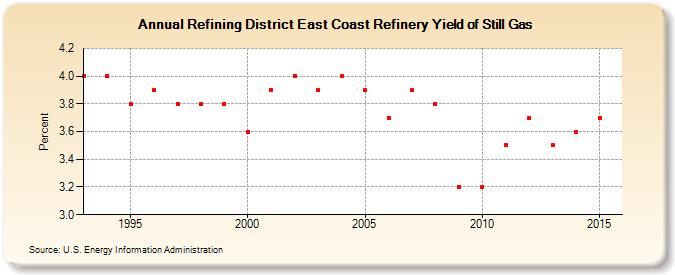 Annual Refining District East Coast Refinery Yield of Still Gas
Percent
4.2
4.0
3.8
3.6
3.4
3.2
3.0
1995 2000 2005 2010 2015
Source: U.S. Energy Information Administration